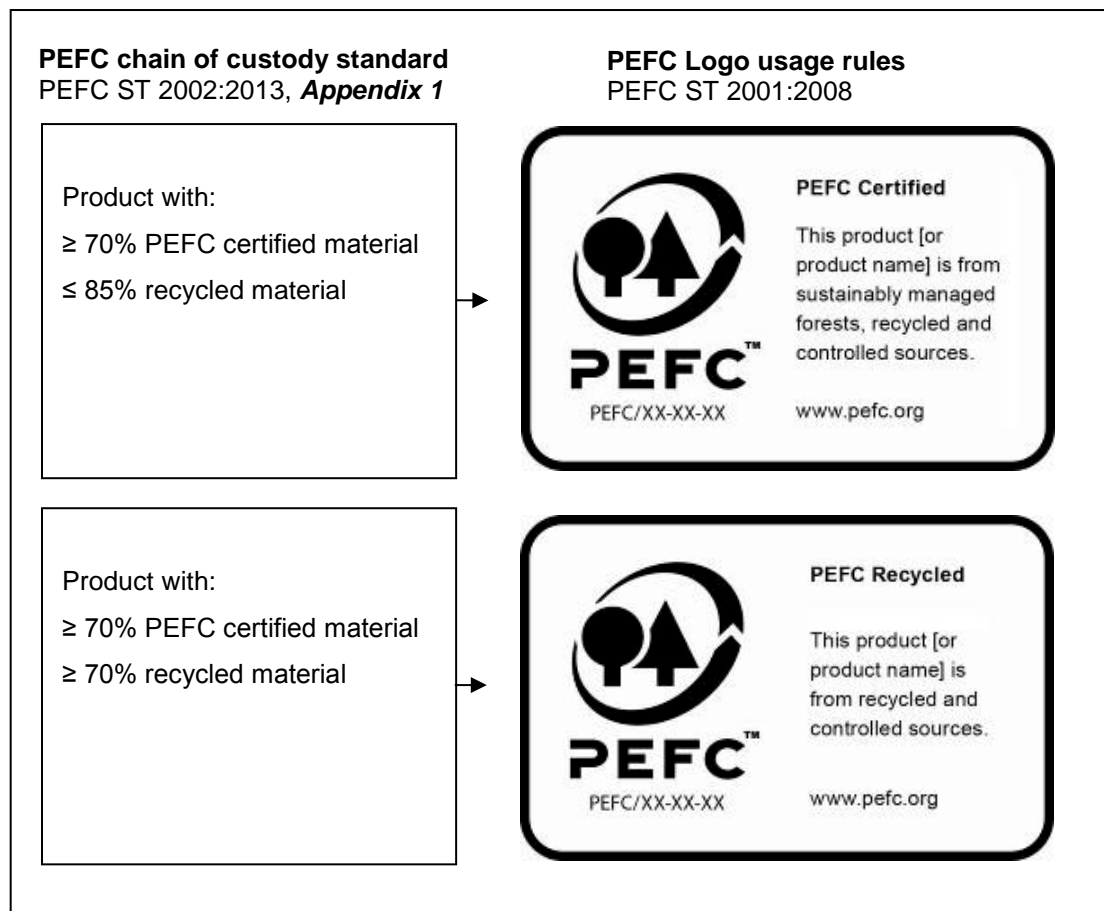 PEFC chain of custody standard
PEFC ST 2002:2013, Appendix 1
PEFC Logo usage rules
PEFC ST 2001:2008
Product with:
≥ 70% PEFC certified material
≤ 85% recycled material
PEFC™
PEFC/XX-XX-XX
PEFC Certified
This product [or
product name] is from
sustainably managed
forests, recycled and
controlled sources.
www.pefc.org
Product with:
≥ 70% PEFC certified material
≥ 70% recycled material
PEFC™
PEFC/XX-XX-XX
PEFC Recycled
This product [or
product name] is
from recycled and
controlled sources.
www.pefc.org